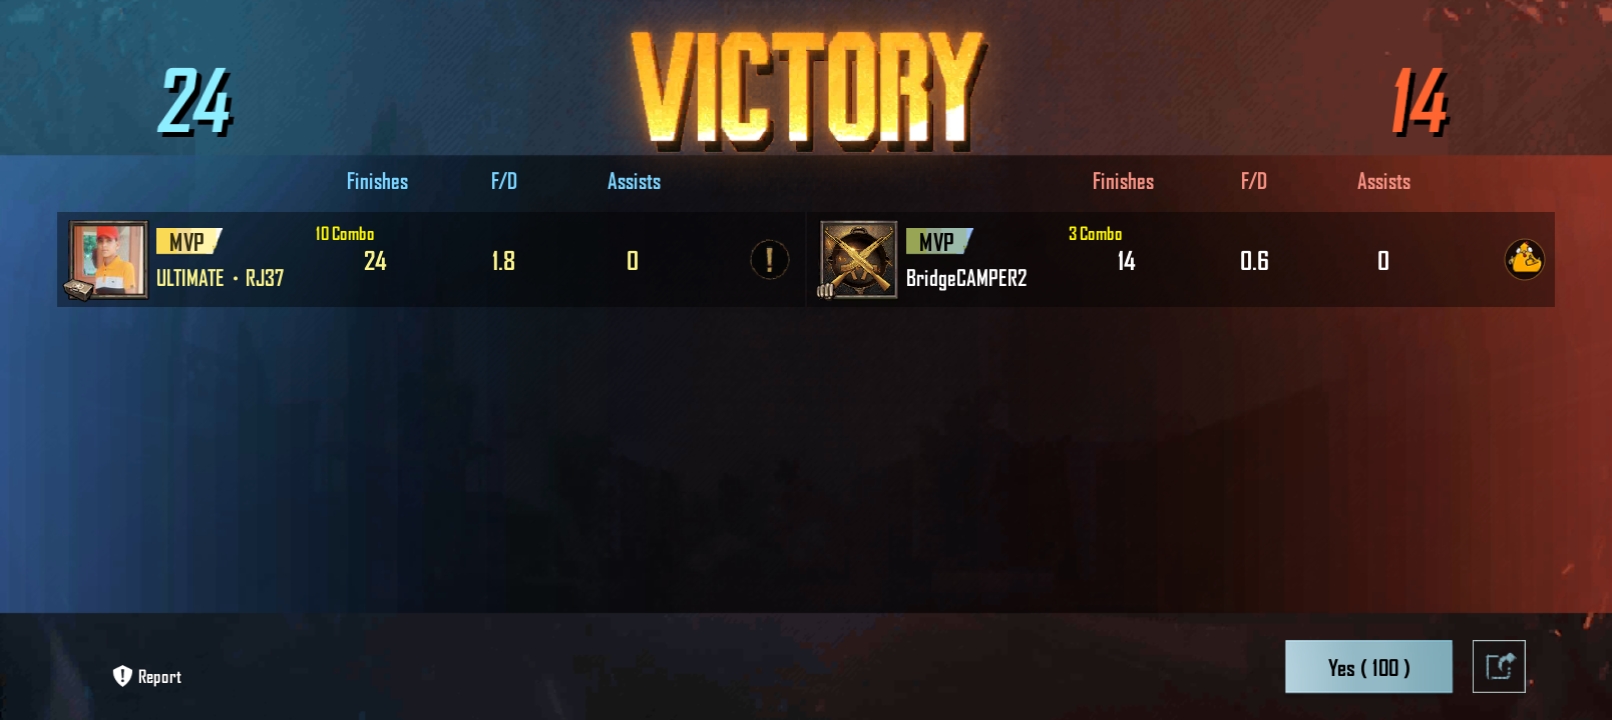 VICTORY
24
14
Finishes F/D Assists
Finishes F/D Assists
MVP
10 Combo
ULTIMATE · RJ37
24 1.8 0
MVP
3 Combo
BridgeCAMPER2
14 0.6 0
Report
Yes ( 100 )